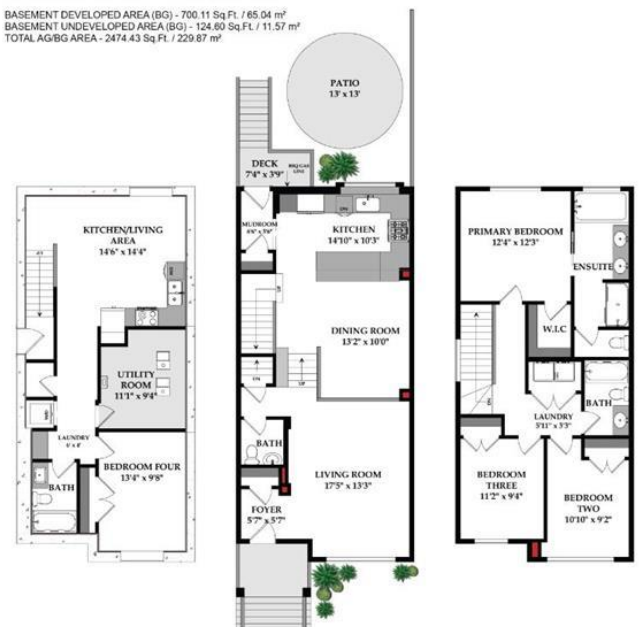 BASEMENT DEVELOPED AREA (BG) - 700.11 Sq.Ft. / 65.04 m²
BASEMENT UNDEVELOPED AREA (BG) - 124.60 Sq.Ft. / 11.57 m²
TOTAL AG/BG AREA - 2474.43 Sq.Ft. / 229.87 m²
KITCHEN/LIVING
AREA
14'6" x 14'4"
UTILITY
ROOM
11'1" x 9'4"
LAUNDRY
BATH
BEDROOM FOUR
13'4" x 9'8"
PATIO
13' x 13'
DECK
7'4" x 3'9"
BBQ GAS
LINE
MUDROOM
KITCHEN
14'10" x 10'3"
DINING ROOM
13'2" x 10'0"
UP
BATH
LIVING ROOM
17'5" x 13'3"
FOYER
5'7" x 5'7"
PRIMARY BEDROOM
12'4" x 12'3"
ENSUITE
W.I.C
BATH
LAUNDRY
5'11" x 3'3"
BEDROOM
THREE
11'2" x 9'4"
BEDROOM
TWO
10'10" x 9'2"